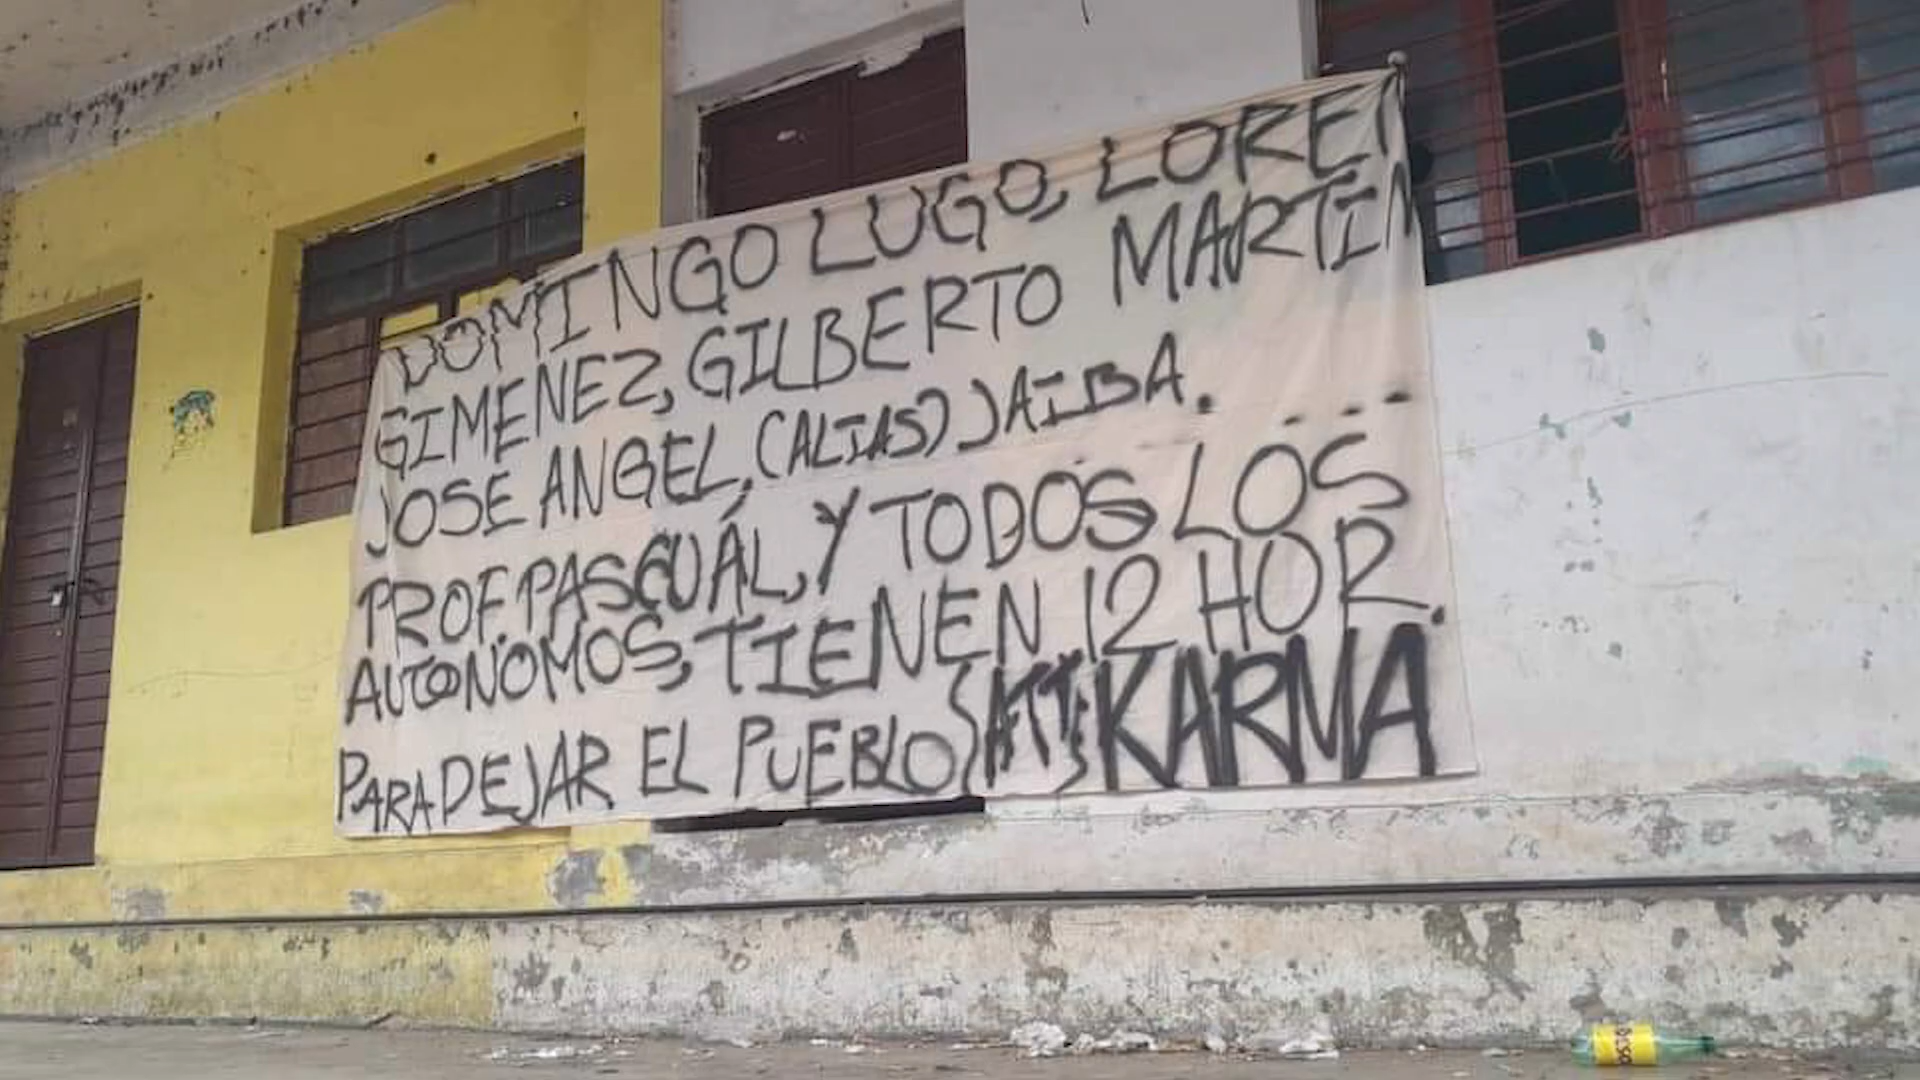 DOMINGO LUGO, LOREN
GIMENEZ, GILBERTO MARTIN
JOSE ANGEL, (ALIAS) JAIBA.
PROF. PASCUÁL, Y TODOS LOS
AUTONOMOS, TIENEN 12 HOR.
PARA DEJAR EL PUEBLO {ATT} KARMA